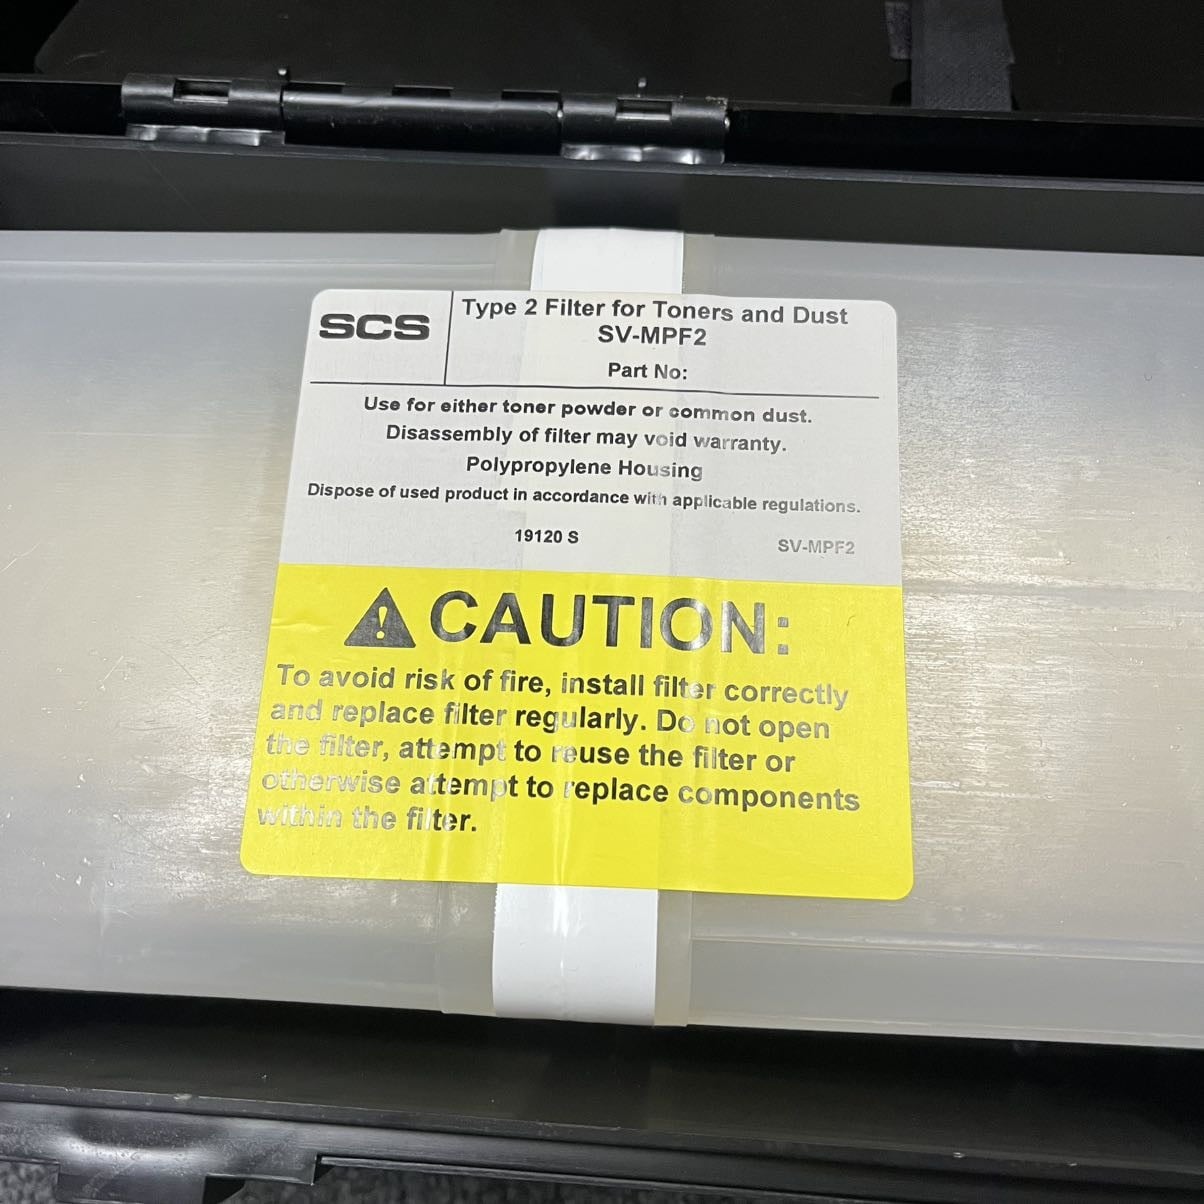 SCS
Type 2 Filter for Toners and Dust
SV-MPF2
Part No:
Use for either toner powder or common dust.
Disassembly of filter may void warranty.
Polypropylene Housing
Dispose of used product in accordance with applicable regulations.
19120 S
SV-MPF2
CAUTION:
To avoid risk of fire, install filter correctly
and replace filter regularly. Do not open
the filter, attempt to reuse the filter or
otherwise attempt to replace components
within the filter.